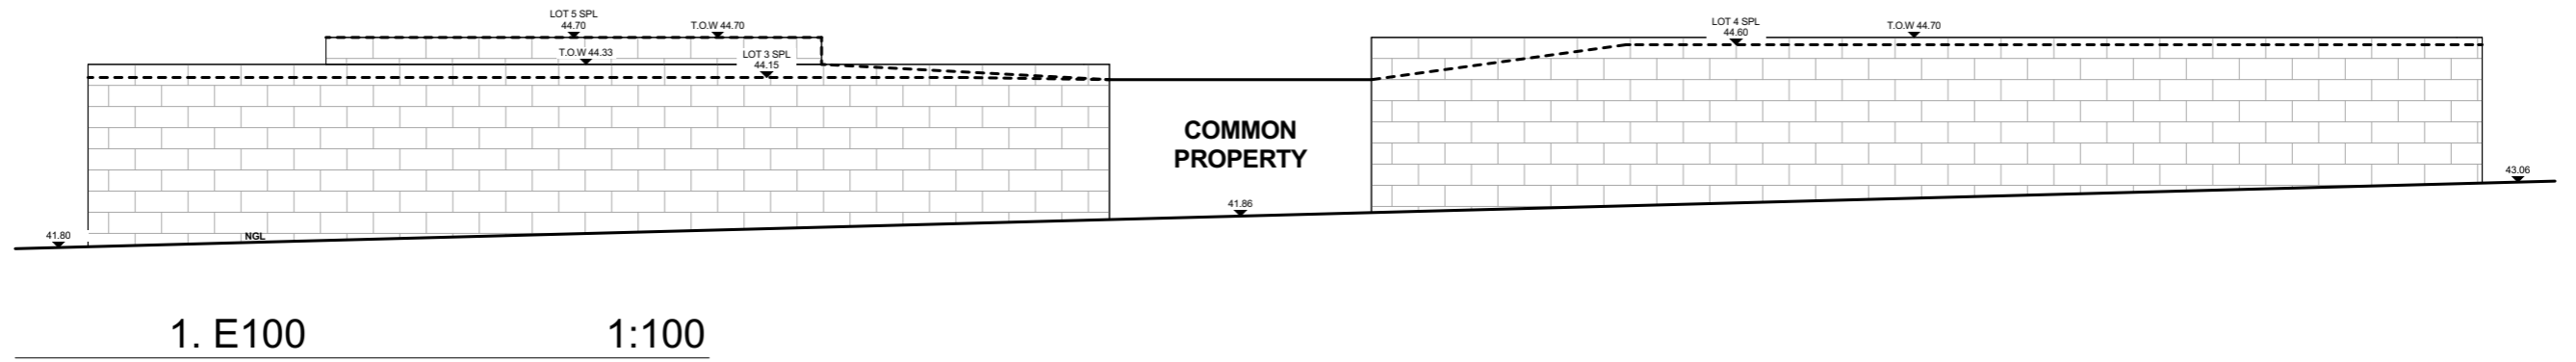 LOT 5 SPL
44.70
T.O.W 44.70
T.O.W 44.33
LOT 3 SPL
44.15
LOT 4 SPL
44.60
T.O.W 44.70
COMMON
PROPERTY
41.80
NGL
41.86
43.06
1. E100 1:100